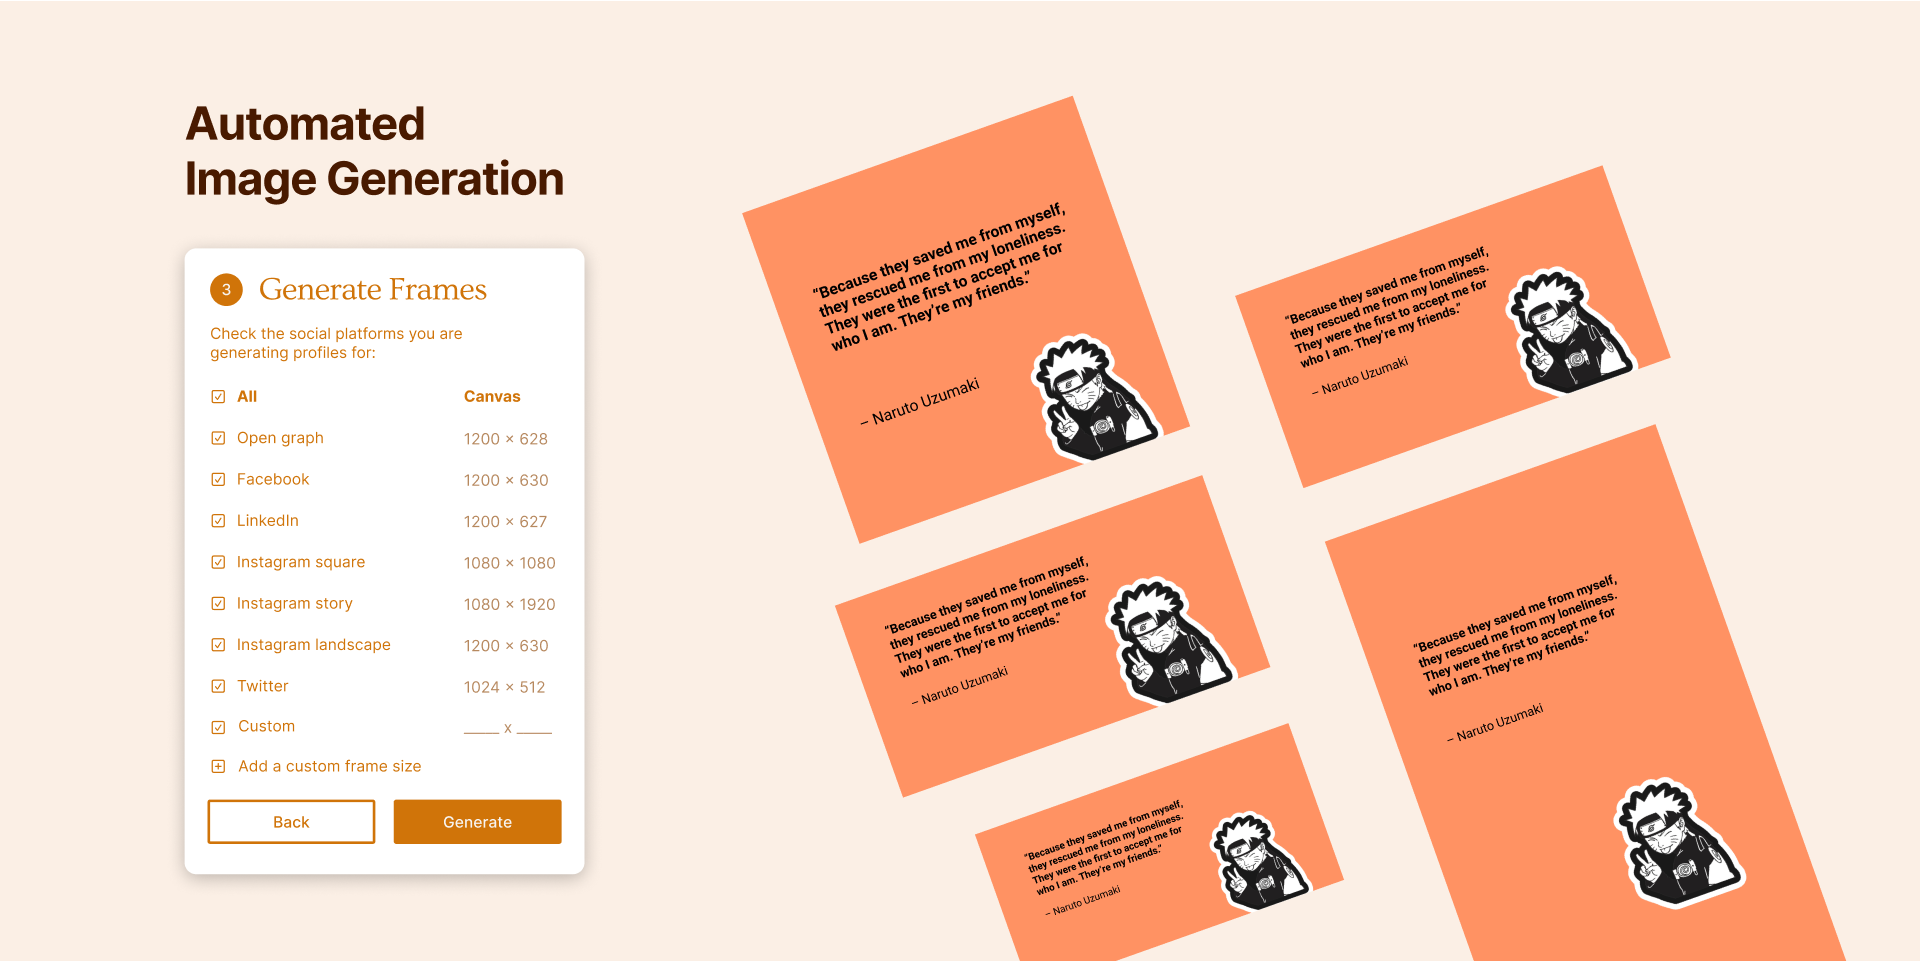 Automated
Image Generation
3 Generate Frames
Check the social platforms you are
generating profiles for:
All Canvas
Open graph 1200 × 628
Facebook 1200 × 630
LinkedIn 1200 × 627
Instagram square 1080 × 1080
Instagram story 1080 × 1920
Instagram landscape 1200 × 630
Twitter 1024 × 512
Custom _____ x _____
Add a custom frame size
Back Generate
“Because they saved me from myself,
they rescued me from my loneliness.
They were the first to accept me for
who I am. They’re my friends.”
– Naruto Uzumaki
“Because they saved me from myself,
they rescued me from my loneliness.
They were the first to accept me for
who I am. They’re my friends.”
– Naruto Uzumaki
“Because they saved me from myself,
they rescued me from my loneliness.
They were the first to accept me for
who I am. They’re my friends.”
– Naruto Uzumaki
“Because they saved me from myself,
they rescued me from my loneliness.
They were the first to accept me for
who I am. They’re my friends.”
– Naruto Uzumaki
“Because they saved me from myself,
they rescued me from my loneliness.
They were the first to accept me for
who I am. They’re my friends.”
– Naruto Uzumaki